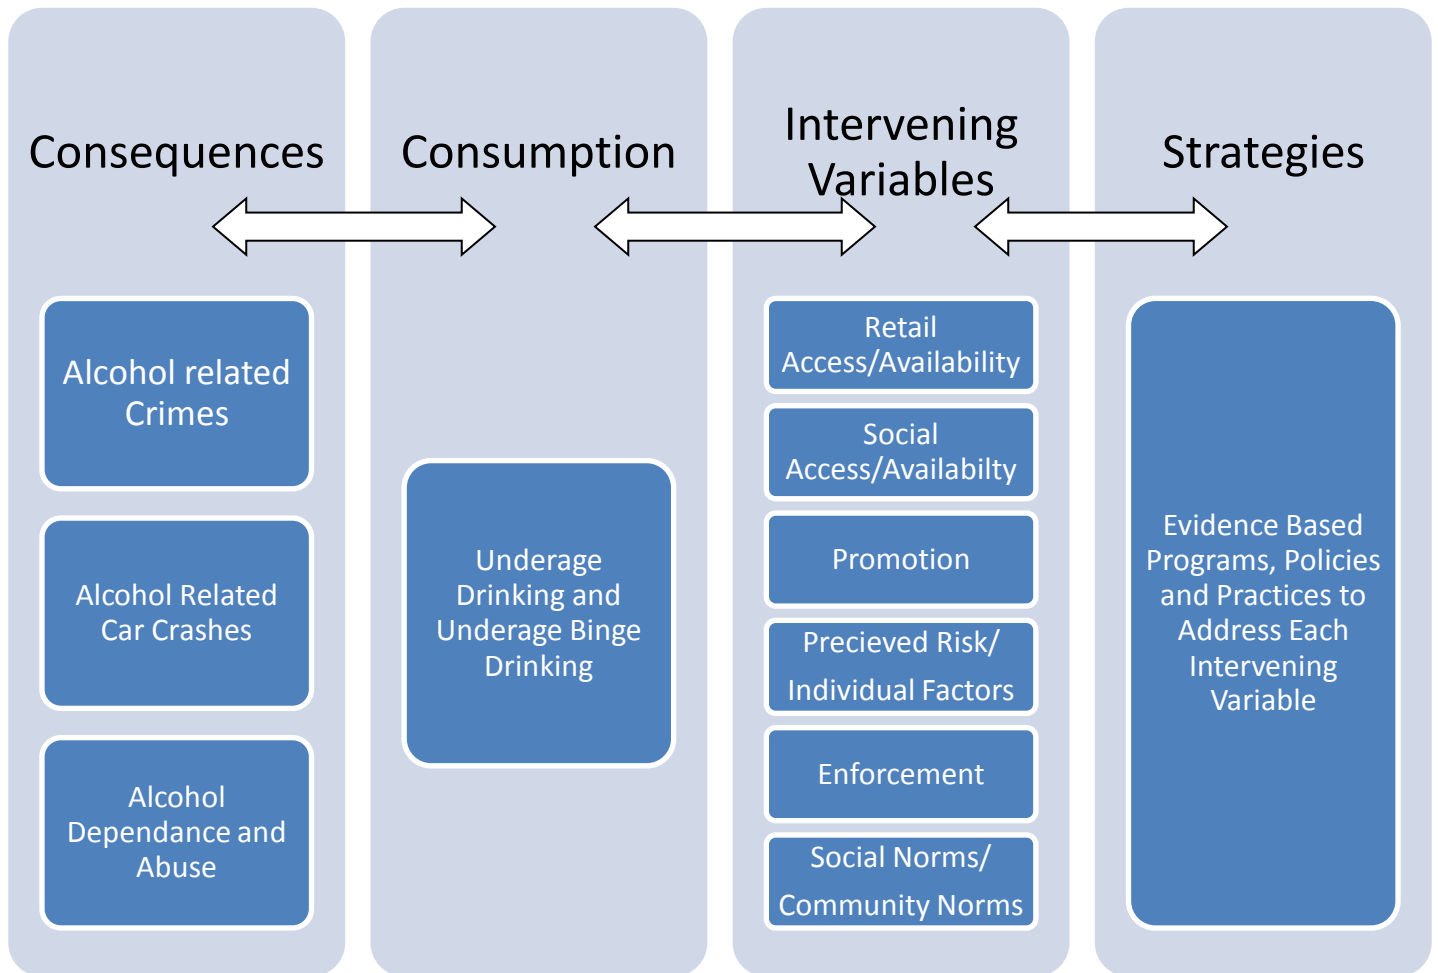 Consequences
Alcohol related
Crimes
Alcohol Related
Car Crashes
Alcohol
Dependance and
Abuse
Consumption
Underage
Drinking and
Underage Binge
Drinking
Intervening
Variables
Retail
Access/Availability
Social
Access/Availabilty
Promotion
Precieved Risk/
Individual Factors
Enforcement
Social Norms/
Community Norms
Strategies
Evidence Based
Programs, Policies
and Practices to
Address Each
Intervening
Variable